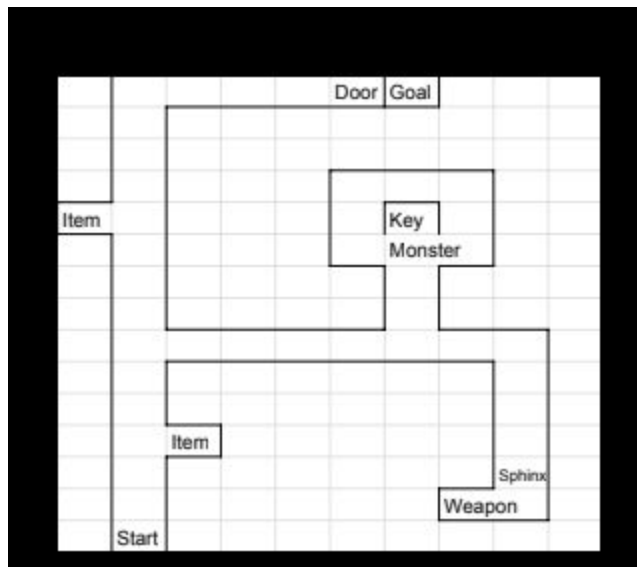 Door Goal
Item
Key
Monster
Item
Sphinx
Weapon
Start